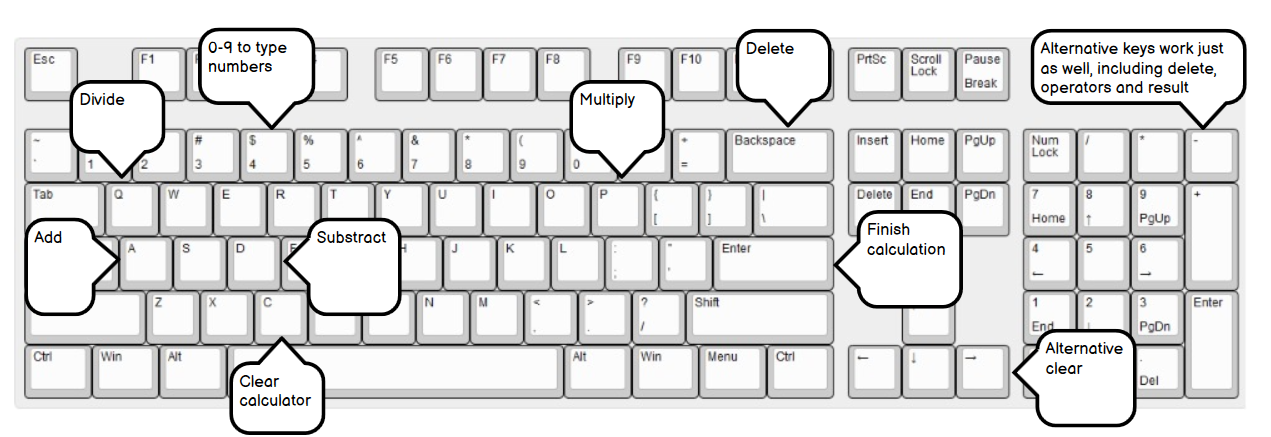 0-9 to type
numbers
Delete
Alternative keys work just
as well, including delete,
operators and result
Divide
Multiply
Esc
F1
F5
F6
F7
F8
F9
F10
PrtSc
Scroll
Lock
Pause
Break
~
`
1
2
#
3
$
4
%
5
^
6
&
7
*
8
(
9
0
+
=
Backspace
Insert
Home
PgUp
Num
Lock
/
*
-
Tab
Q
W
E
R
T
Y
U
I
O
P
{
[
}
]
|
\
Delete
End
PgDn
7
Home
8
↑
9
PgUp
+
Add
A
S
D
Substract
H
J
K
L
:
;
"
'
Enter
Finish
calculation
4
←
5
6
→
Z
X
C
N
M
<
,
>
.
?
/
Shift
1
End
2
↓
3
PgDn
Enter
Ctrl
Win
Alt
Clear
calculator
Alt
Win
Menu
Ctrl
←
↓
→
Alternative
clear
.
Del